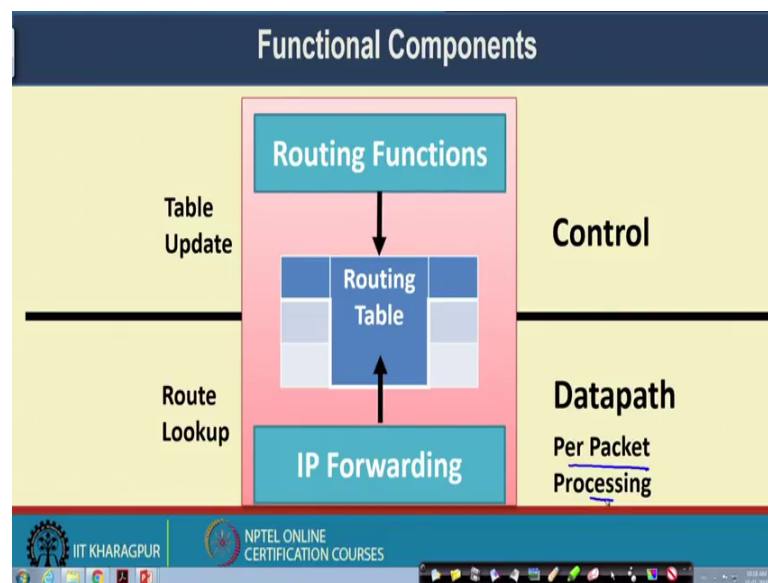 Functional Components
Routing Functions
Table
Update
Control
Routing
Table
Route
Lookup
Datapath
Per Packet
Processing
IP Forwarding
IIT KHARAGPUR
NPTEL ONLINE
CERTIFICATION COURSES